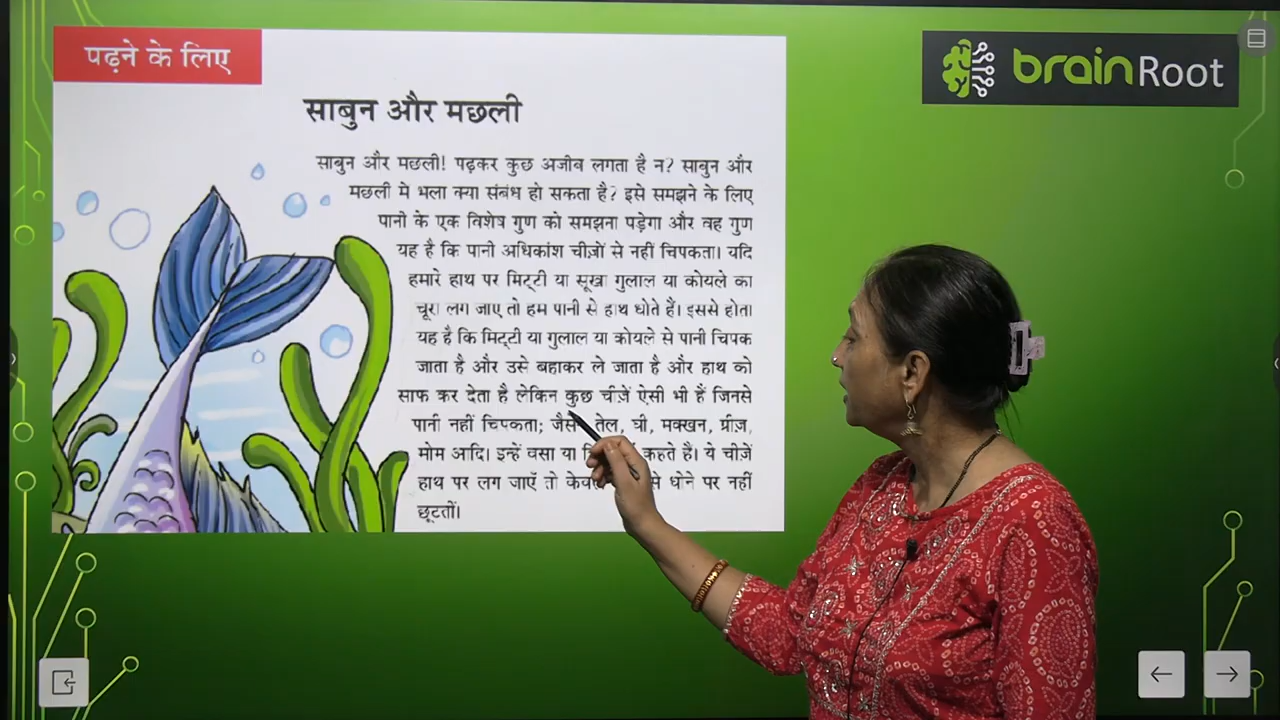 पढ़ने के लिए
brainRoot
साबुन और मछली
साबुन और मछली! पढ़कर कुछ अजीब लगता है न? साबुन और
मछली में भला क्या संबंध हो सकता है? इसे समझने के लिए
पानी के एक विशेष गुण को समझना पड़ेगा और वह गुण
यह है कि पानी अधिकांश चीज़ों से नहीं चिपकता। यदि
हमारे हाथ पर मिट्टी या सूखा गुलाल या कोयले का
चूरा लग जाए तो हम पानी से हाथ धोते हैं। इससे होता
यह है कि मिट्टी या गुलाल या कोयले से पानी चिपक
जाता है और उसे बहाकर ले जाता है और हाथ को
साफ कर देता है लेकिन कुछ चीज़ें ऐसी भी हैं जिनसे
पानी नहीं चिपकता; जैसे तेल, घी, मक्खन, ग्रीज़,
मोम आदि। इन्हें वसा या कहते हैं। ये चीज़ें
हाथ पर लग जाएँ तो से धोने पर नहीं
छूटतीं।